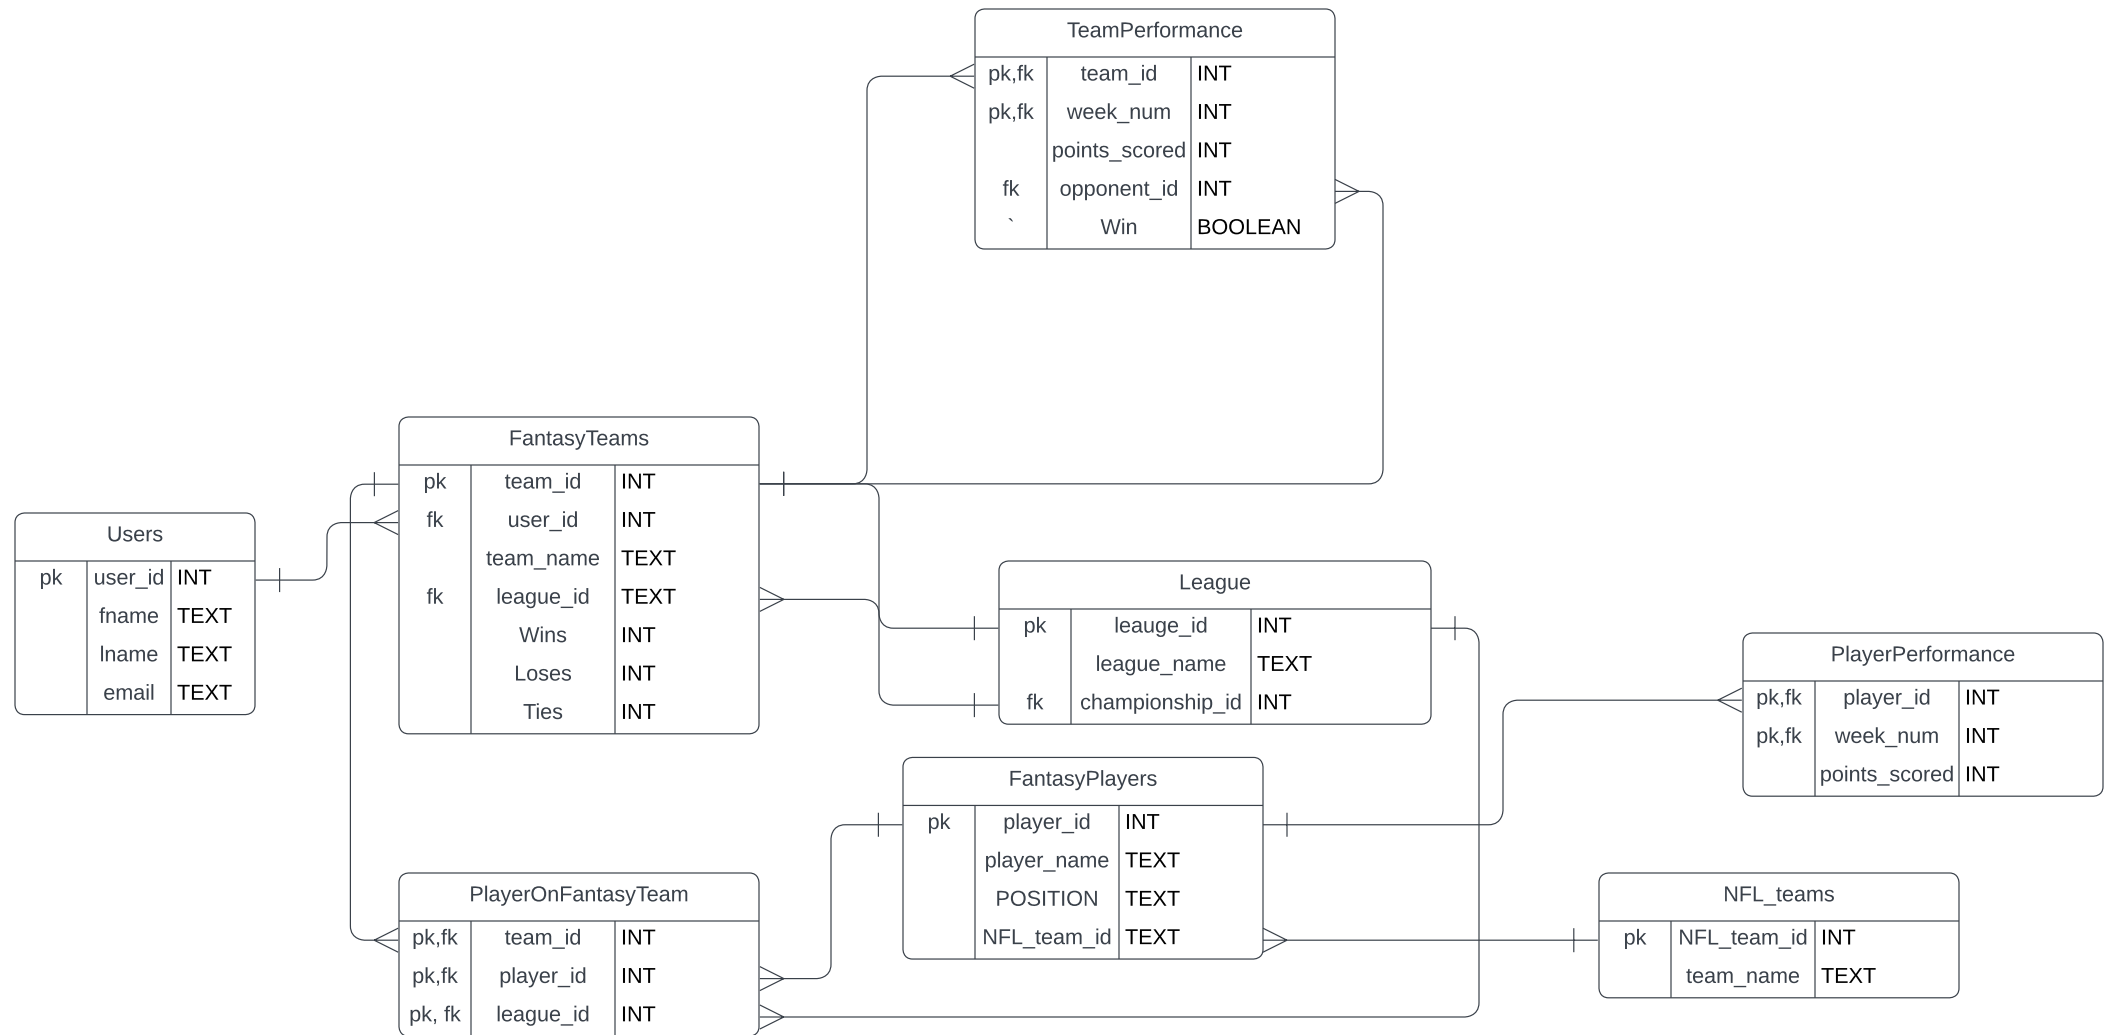 TeamPerformance
pk,fk team_id INT
pk,fk week_num INT
points_scored INT
fk opponent_id INT
` Win BOOLEAN
FantasyTeams
pk team_id INT
fk user_id INT
team_name TEXT
fk league_id TEXT
Wins INT
Loses INT
Ties INT
Users
pk user_id INT
fname TEXT
lname TEXT
email TEXT
League
pk leauge_id INT
league_name TEXT
fk championship_id INT
PlayerPerformance
pk,fk player_id INT
pk,fk week_num INT
points_scored INT
FantasyPlayers
pk player_id INT
player_name TEXT
POSITION TEXT
NFL_team_id TEXT
PlayerOnFantasyTeam
pk,fk team_id INT
pk,fk player_id INT
pk, fk league_id INT
NFL_teams
pk NFL_team_id INT
team_name TEXT